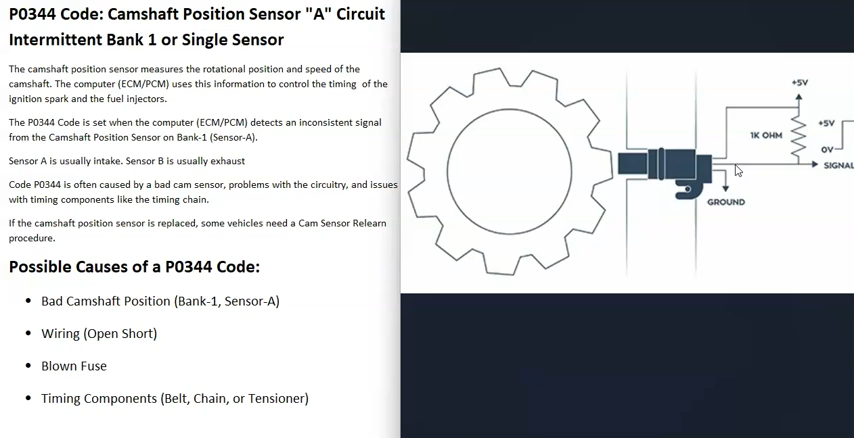 P0344 Code: Camshaft Position Sensor "A" Circuit
Intermittent Bank 1 or Single Sensor
The camshaft position sensor measures the rotational position and speed of the
camshaft. The computer (ECM/PCM) uses this information to control the timing of the
ignition spark and the fuel injectors.
The P0344 Code is set when the computer (ECM/PCM) detects an inconsistent signal
from the Camshaft Position Sensor on Bank-1 (Sensor-A).
Sensor A is usually intake. Sensor B is usually exhaust
Code P0344 is often caused by a bad cam sensor, problems with the circuitry, and issues
with timing components like the timing chain.
If the camshaft position sensor is replaced, some vehicles need a Cam Sensor Relearn
procedure.
Possible Causes of a P0344 Code:
• Bad Camshaft Position (Bank-1, Sensor-A)
• Wiring (Open Short)
• Blown Fuse
• Timing Components (Belt, Chain, or Tensioner)
+5V
+5V
1K OHM
0V
SIGNAL
GROUND